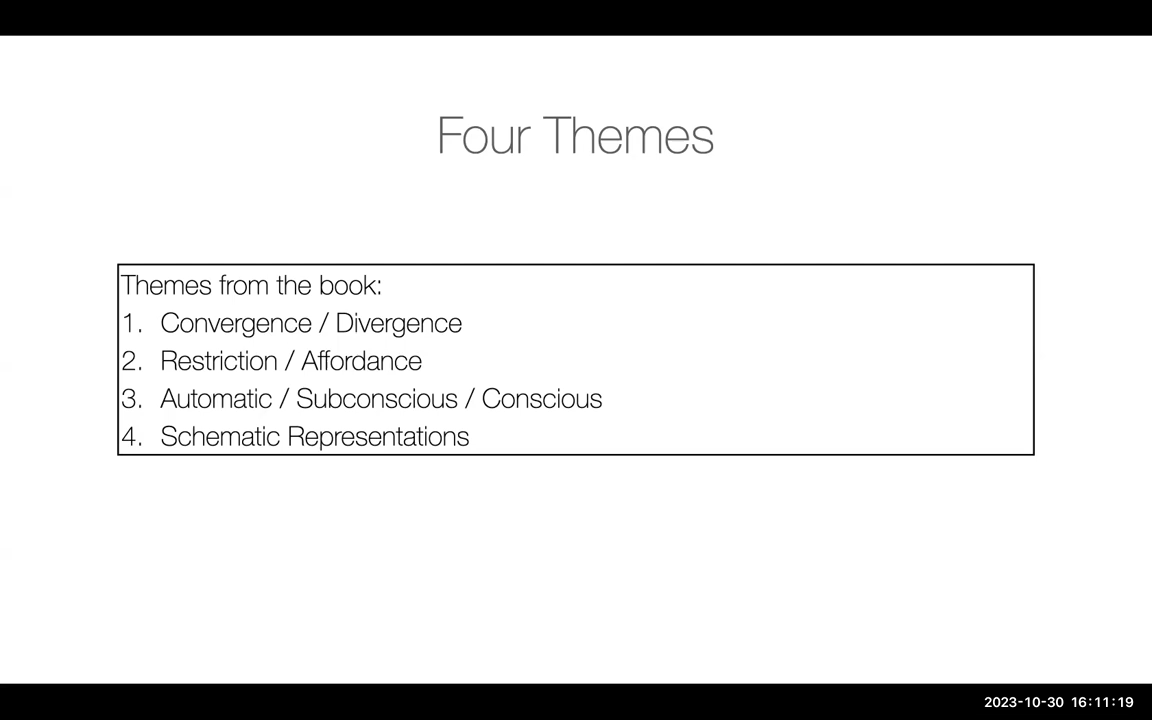 Four Themes
Themes from the book:
1. Convergence / Divergence
2. Restriction / Affordance
3. Automatic / Subconscious / Conscious
4. Schematic Representations
2023-10-30 16:11:19